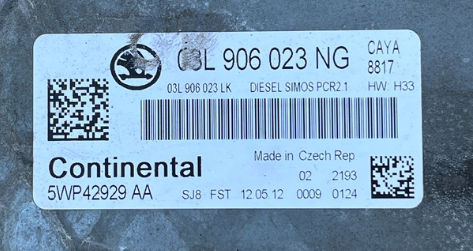 03L 906 023 NG CAYA
8817
03L 906 023 LK DIESEL SIMOS PCR2.1 HW. H33
Continental
Made in Czech Rep
02 2193
5WP42929 AA SJ8 FST 12.05.12 0009 0124